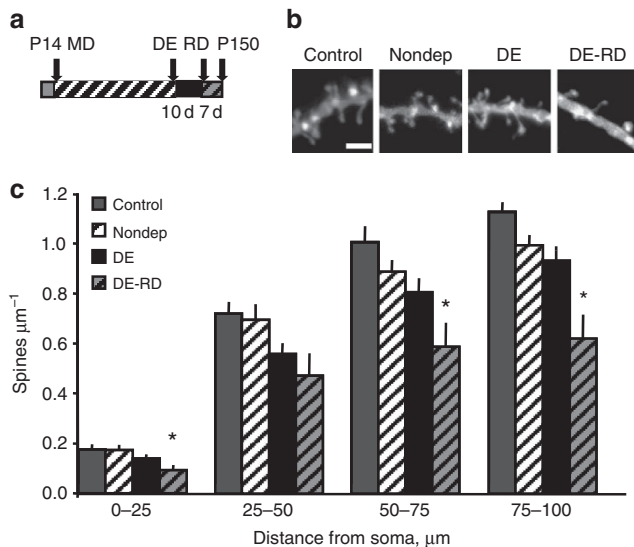 a
P14 MD DE RD P150
10 d 7 d
b
Control Nondep DE DE-RD
c
Spines μm⁻¹
1.2
1.0
0.8
0.6
0.4
0.2
0.0
Control
Nondep
DE
DE-RD
*
*
*
0–25 25–50 50–75 75–100
Distance from soma, μm